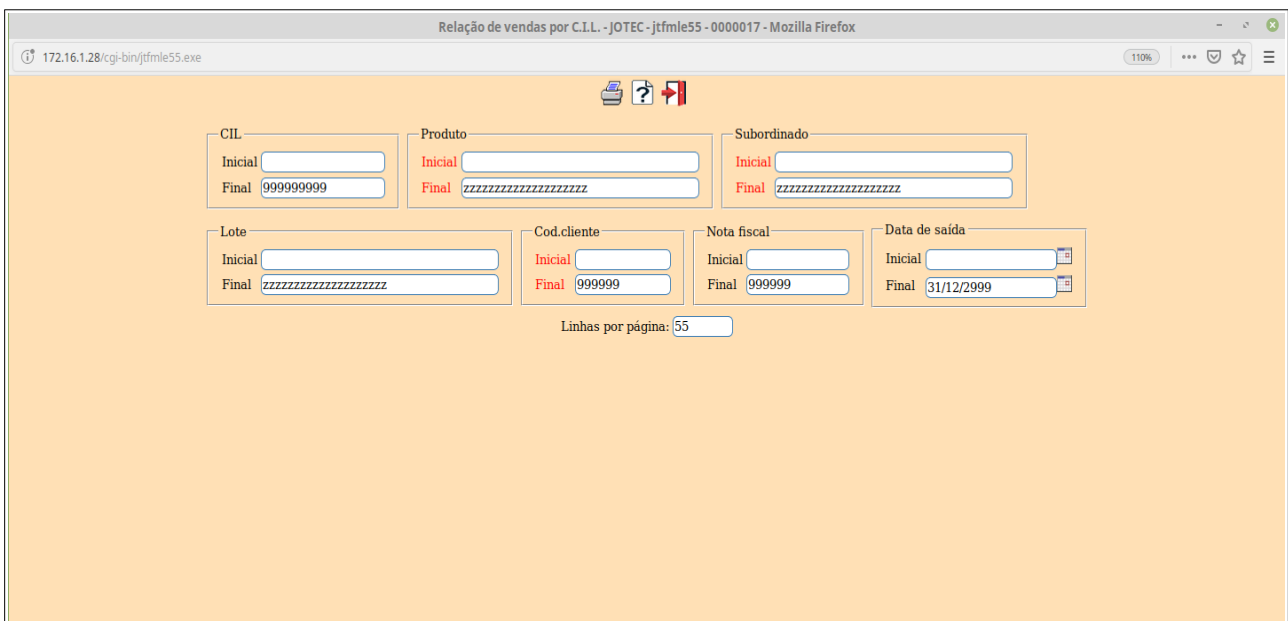 Relação de vendas por C.I.L. - JOTEC - jtfmle55 - 0000017 - Mozilla Firefox
172.16.1.28/cgi-bin/jtfmle55.exe 110%
CIL Produto Subordinado
Inicial Inicial Inicial
Final 999999999 Final zzzzzzzzzzzzzzzzzzzz Final zzzzzzzzzzzzzzzzzzzz
Lote Cod.cliente Nota fiscal Data de saída
Inicial Inicial Inicial Inicial
Final zzzzzzzzzzzzzzzzzzzz Final 999999 Final 999999 Final 31/12/2999
Linhas por página: 55